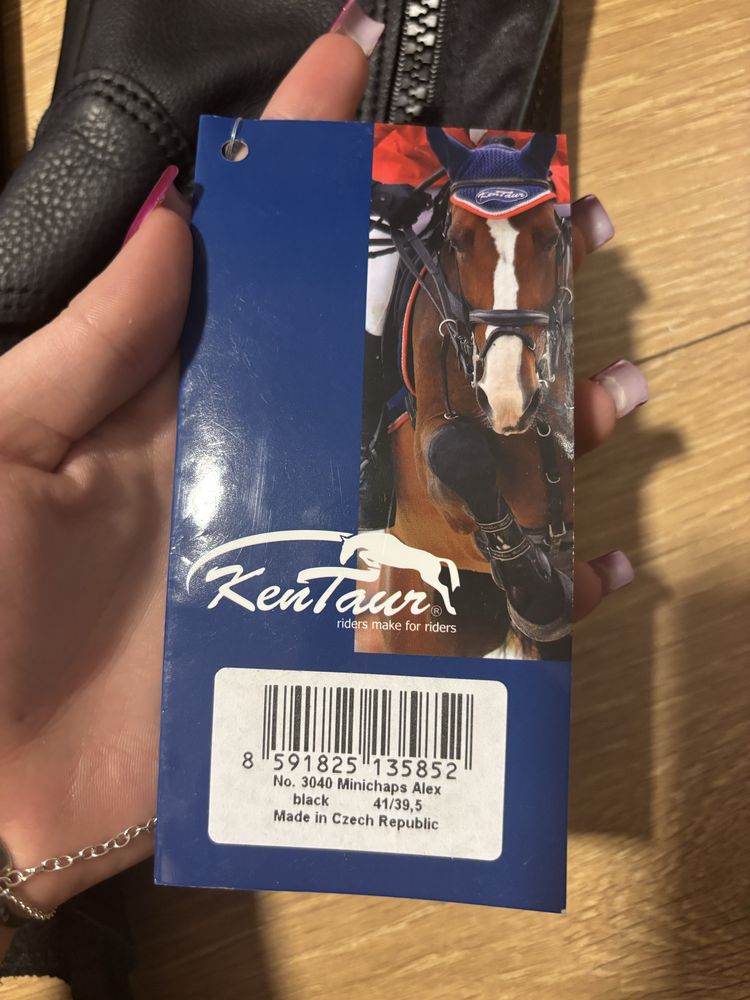 KenTaur
KenTaur®
riders make for riders
8 591825 135852
No. 3040 Minichaps Alex
black 41/39,5
Made in Czech Republic